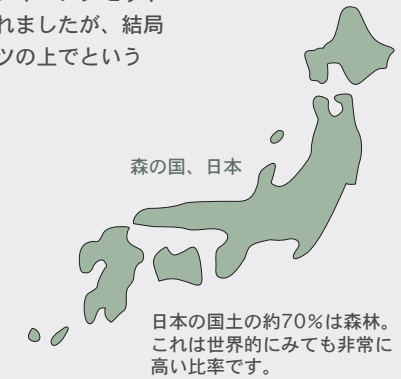 れましたが、結局
ツの上でという
森の国、日本
日本の国土の約70%は森林。
これは世界的にみても非常に
高い比率です。